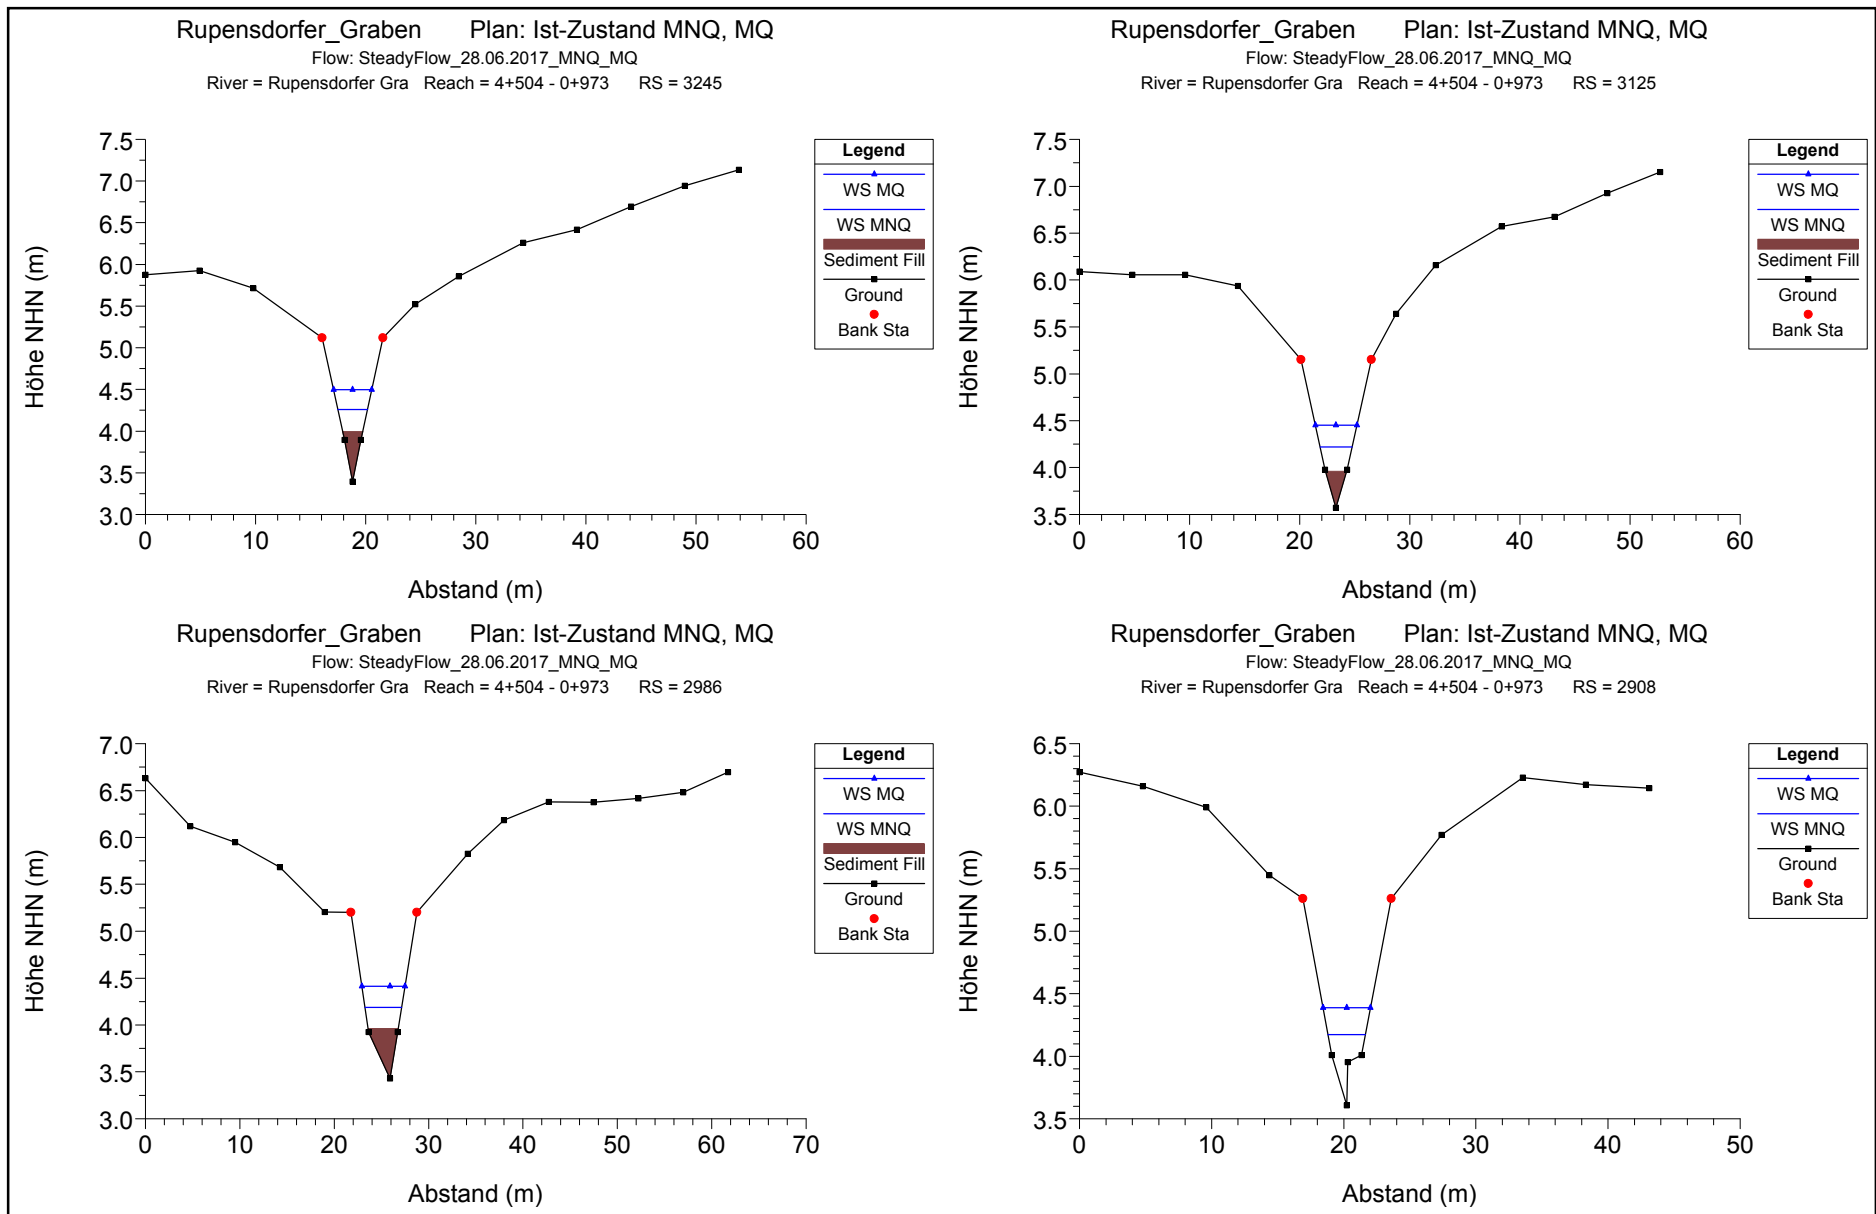 Rupensdorfer_Graben Plan: Ist-Zustand MNQ, MQ
Flow: SteadyFlow_28.06.2017_MNQ_MQ
River = Rupensdorfer Gra Reach = 4+504 - 0+973 RS = 3245
7.5
7.0
6.5
6.0
5.5
5.0
4.5
4.0
3.5
3.0
Höhe NHN (m)
0 10 20 30 40 50 60
Abstand (m)
Legend
WS MQ
WS MNQ
Sediment Fill
Ground
Bank Sta
Rupensdorfer_Graben Plan: Ist-Zustand MNQ, MQ
Flow: SteadyFlow_28.06.2017_MNQ_MQ
River = Rupensdorfer Gra Reach = 4+504 - 0+973 RS = 3125
7.5
7.0
6.5
6.0
5.5
5.0
4.5
4.0
3.5
Höhe NHN (m)
0 10 20 30 40 50 60
Abstand (m)
Legend
WS MQ
WS MNQ
Sediment Fill
Ground
Bank Sta
Rupensdorfer_Graben Plan: Ist-Zustand MNQ, MQ
Flow: SteadyFlow_28.06.2017_MNQ_MQ
River = Rupensdorfer Gra Reach = 4+504 - 0+973 RS = 2986
7.0
6.5
6.0
5.5
5.0
4.5
4.0
3.5
3.0
Höhe NHN (m)
0 10 20 30 40 50 60 70
Abstand (m)
Legend
WS MQ
WS MNQ
Sediment Fill
Ground
Bank Sta
Rupensdorfer_Graben Plan: Ist-Zustand MNQ, MQ
Flow: SteadyFlow_28.06.2017_MNQ_MQ
River = Rupensdorfer Gra Reach = 4+504 - 0+973 RS = 2908
6.5
6.0
5.5
5.0
4.5
4.0
3.5
Höhe NHN (m)
0 10 20 30 40 50
Abstand (m)
Legend
WS MQ
WS MNQ
Ground
Bank Sta